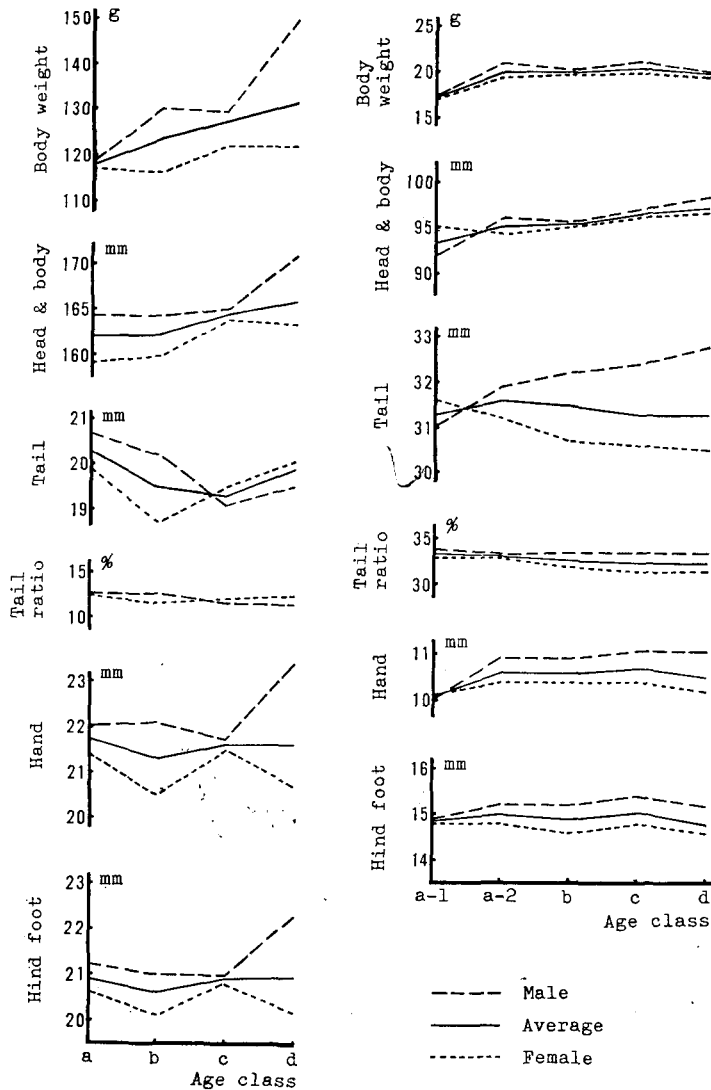 g
150
130
120
110
Body weight
mm
170
165
160
Head & body
mm
21
20
19
Tail
%
15
10
Tail
ratio
mm
23
22
21
20
Hand
mm
23
22
21
20
Hind foot
a b c d
Age class
g
25
20
15
Body
weight
mm
100
95
90
Head & body
mm
33
32
31
30
Tail
%
35
30
Tail
ratio
mm
11
10
Hand
mm
16
15
14
Hind foot
a-1 a-2 b c d
Age class
Male
Average
Female